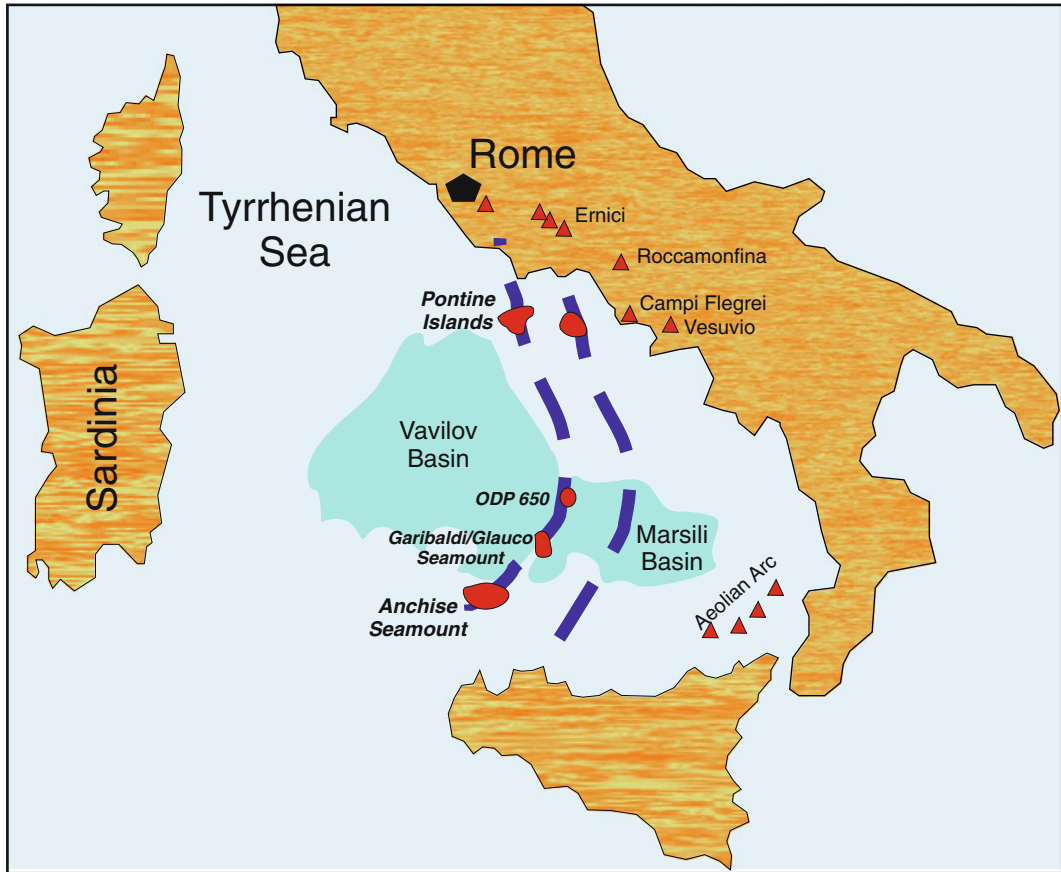 Rome
Tyrrhenian
Sea
Ernici
Roccamonfina
Pontine
Islands
Campi Flegrei
Vesuvio
Sardinia
Vavilov
Basin
ODP 650
Garibaldi/Glauco
Seamount
Marsili
Basin
Anchise
Seamount
Aeolian Arc